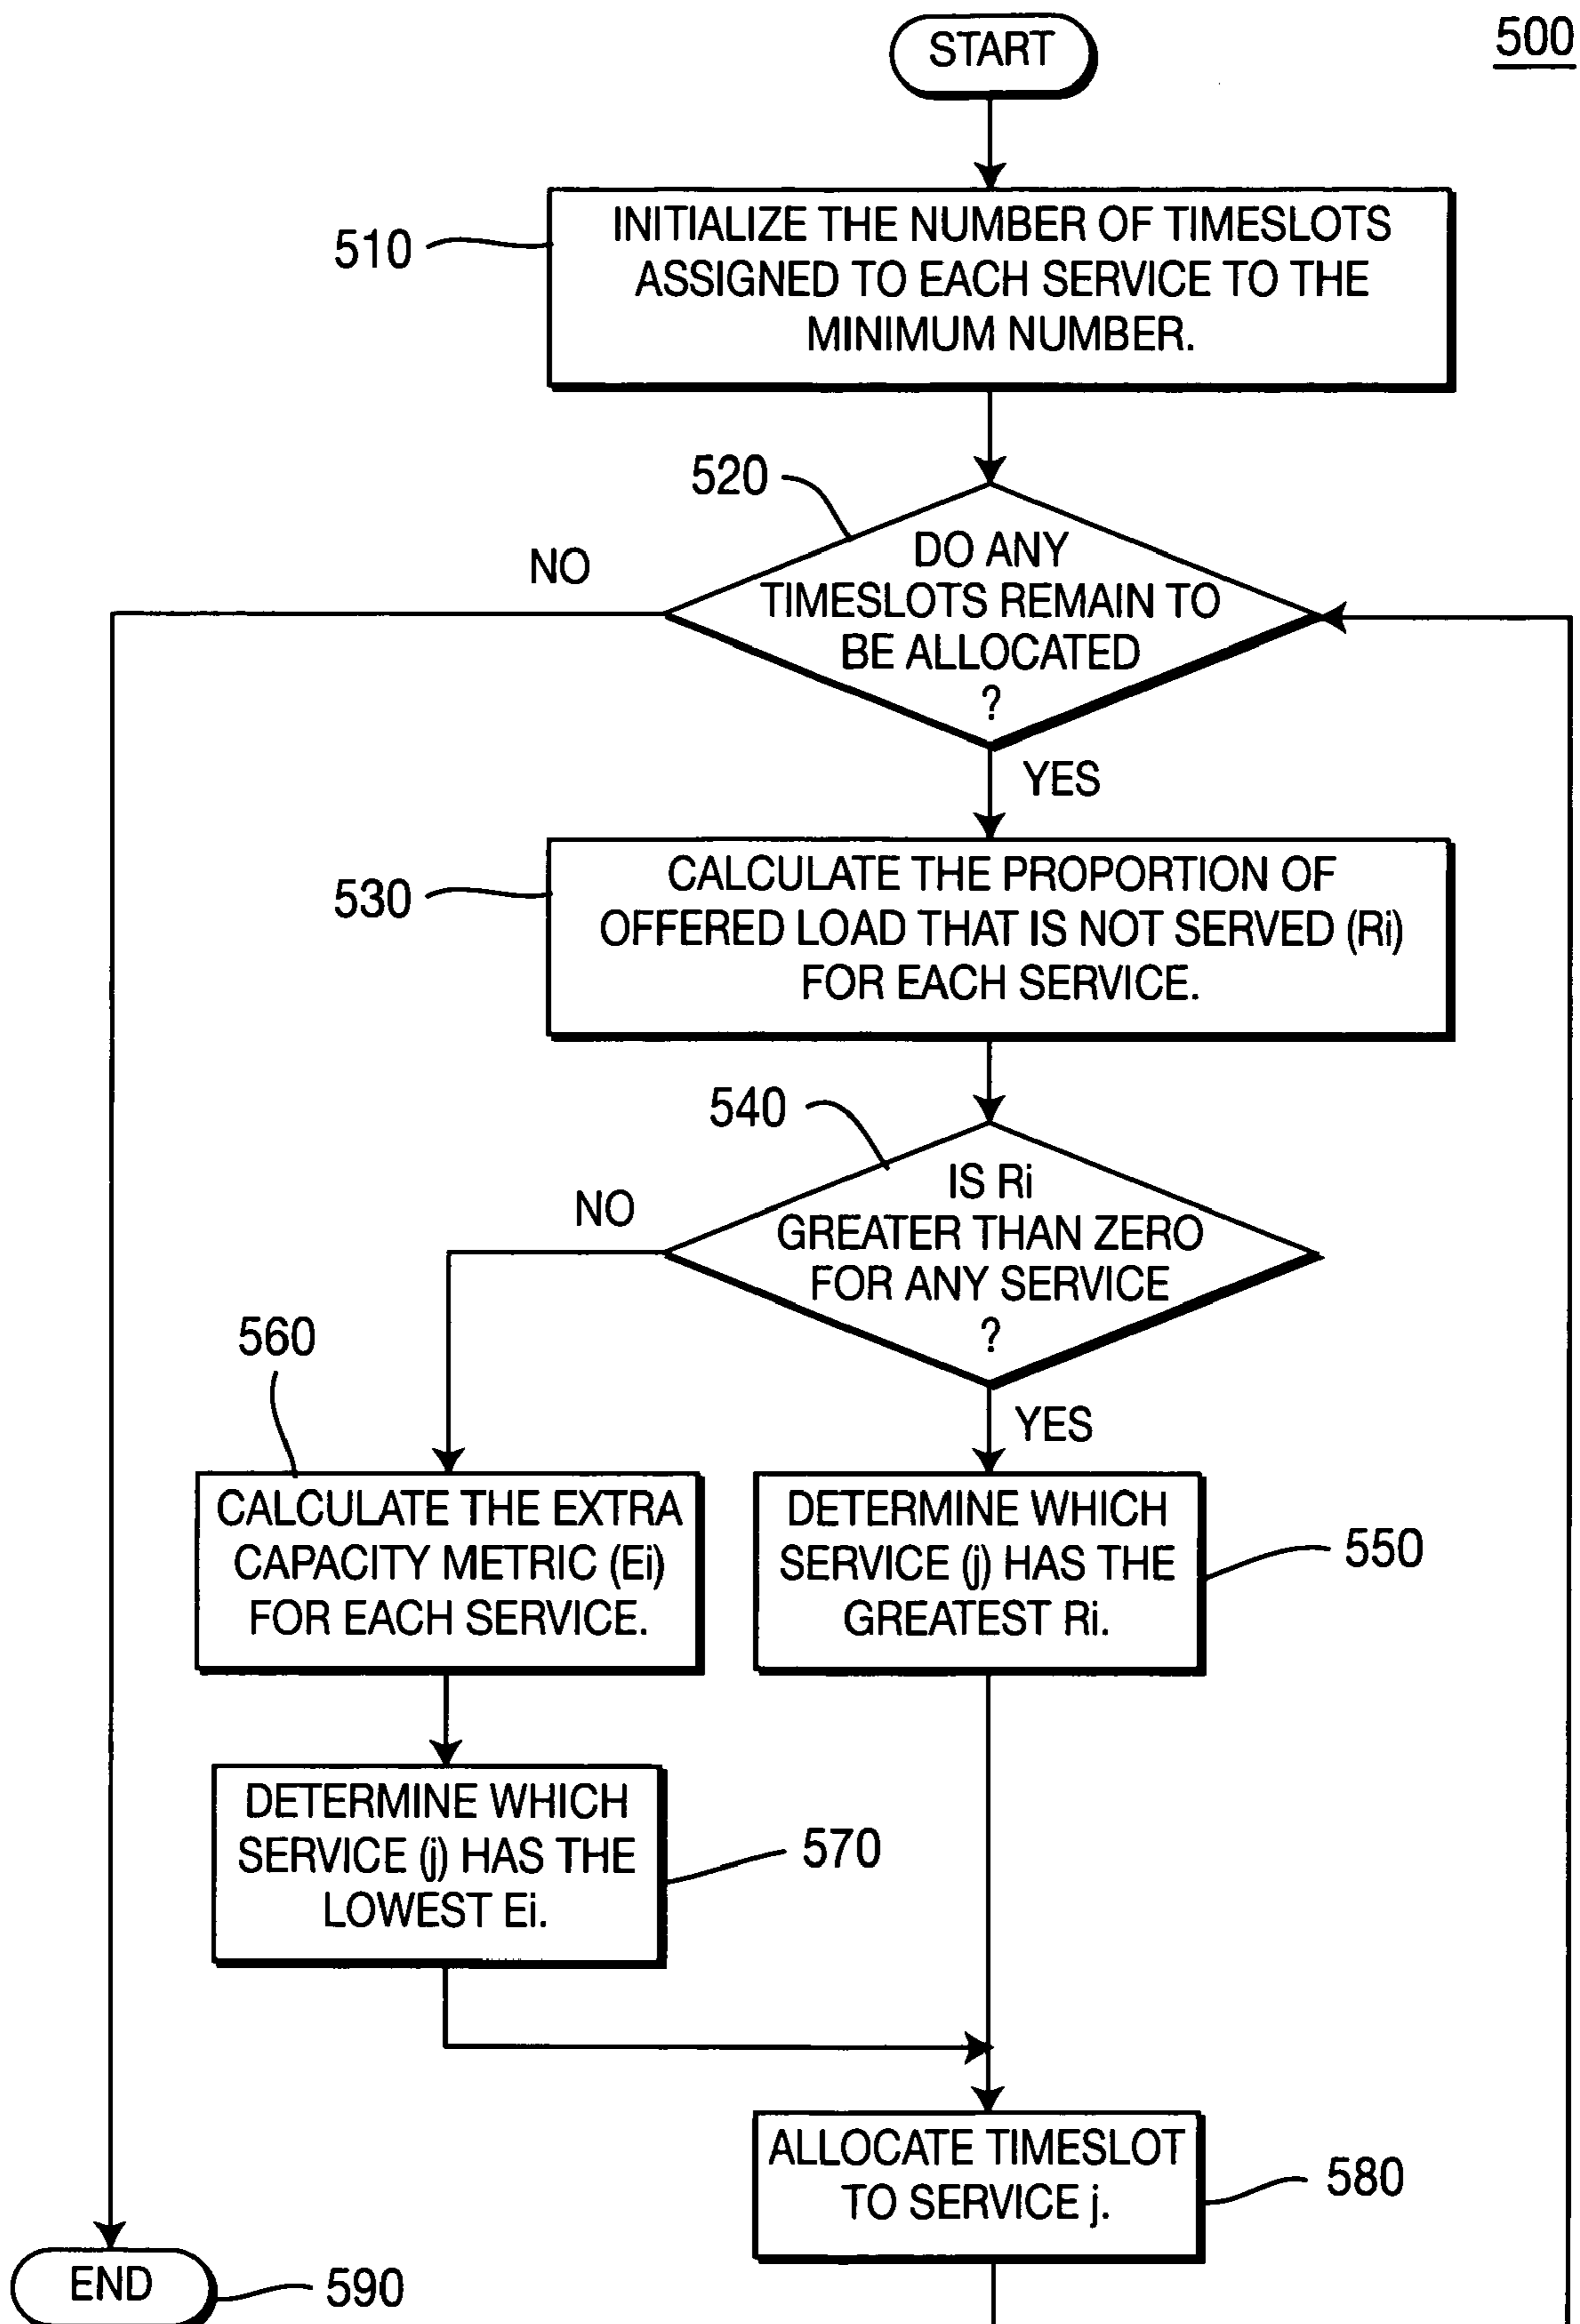 500
START
510
INITIALIZE THE NUMBER OF TIMESLOTS
ASSIGNED TO EACH SERVICE TO THE
MINIMUM NUMBER.
520
NO
DO ANY
TIMESLOTS REMAIN TO
BE ALLOCATED
?
YES
530
CALCULATE THE PROPORTION OF
OFFERED LOAD THAT IS NOT SERVED (Ri)
FOR EACH SERVICE.
540
NO
IS Ri
GREATER THAN ZERO
FOR ANY SERVICE
?
YES
560
CALCULATE THE EXTRA
CAPACITY METRIC (Ei)
FOR EACH SERVICE.
DETERMINE WHICH
SERVICE (j) HAS THE
GREATEST Ri.
550
DETERMINE WHICH
SERVICE (j) HAS THE
LOWEST Ei.
570
ALLOCATE TIMESLOT
TO SERVICE j.
580
END
590